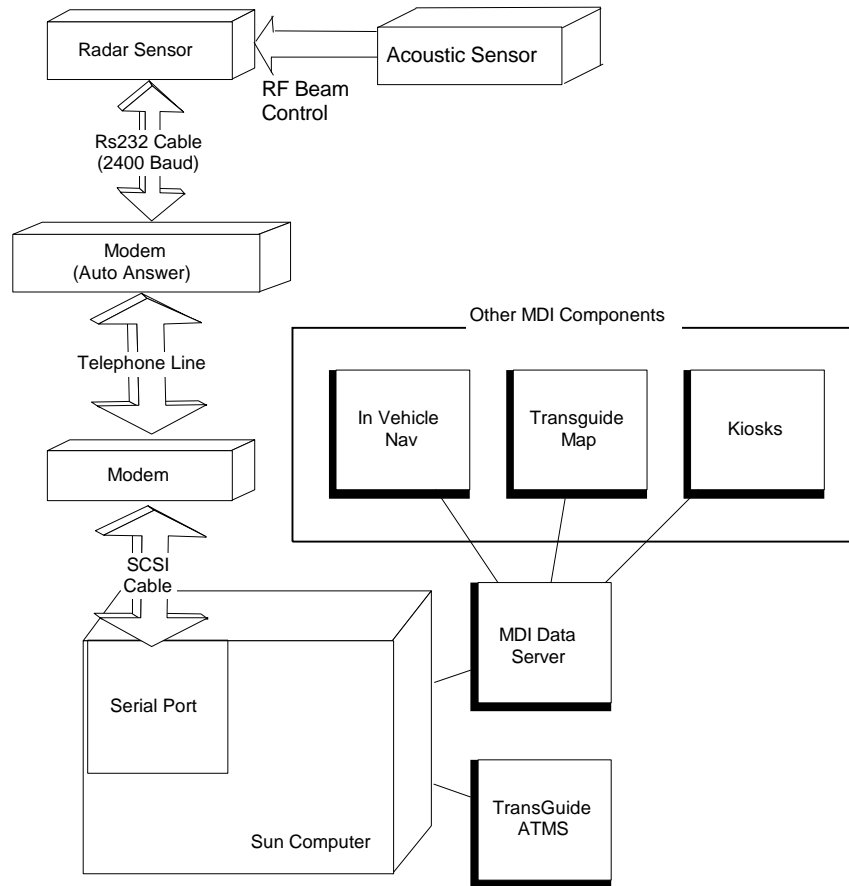 Radar Sensor
Acoustic Sensor
RF Beam
Control
Rs232 Cable
(2400 Baud)
Modem
(Auto Answer)
Telephone Line
Other MDI Components
In Vehicle
Nav
Transguide
Map
Kiosks
Modem
SCSI
Cable
MDI Data
Server
Serial Port
TransGuide
ATMS
Sun Computer